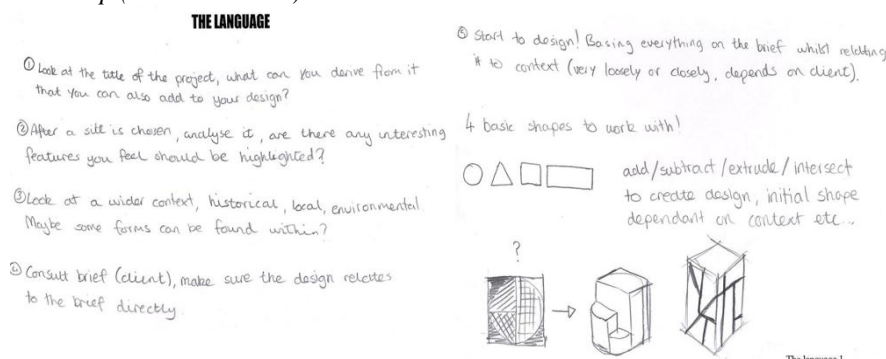 THE LANGUAGE
① Look at the title of the project, what can you derive from it
that you can also add to your design?
② After a site is chosen, analyse it, are there any interesting
features you feel should be highlighted?
③ Look at a wider context, historical, local, environmental
Maybe some forms can be found within?
④ Consult brief (client), make sure the design relates
to the brief directly.
⑤ Start to design! Basing everything on the brief whilst relating
it to context (very loosely or closely, depends on client).
4 basic shapes to work with!
add/subtract/extrude/intersect
to create design, initial shape
dependant on context etc...
?
The language 1